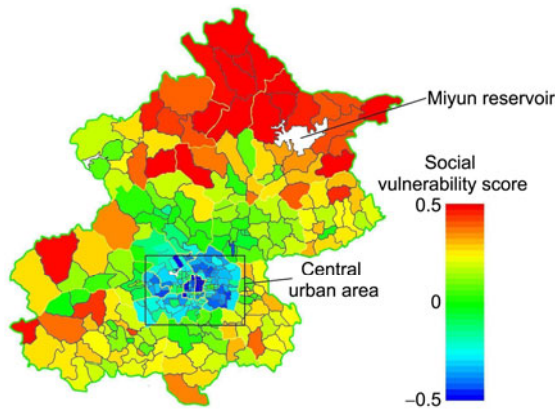 Miyun reservoir
Social
vulnerability score
0.5
Central
urban area
0
−0.5